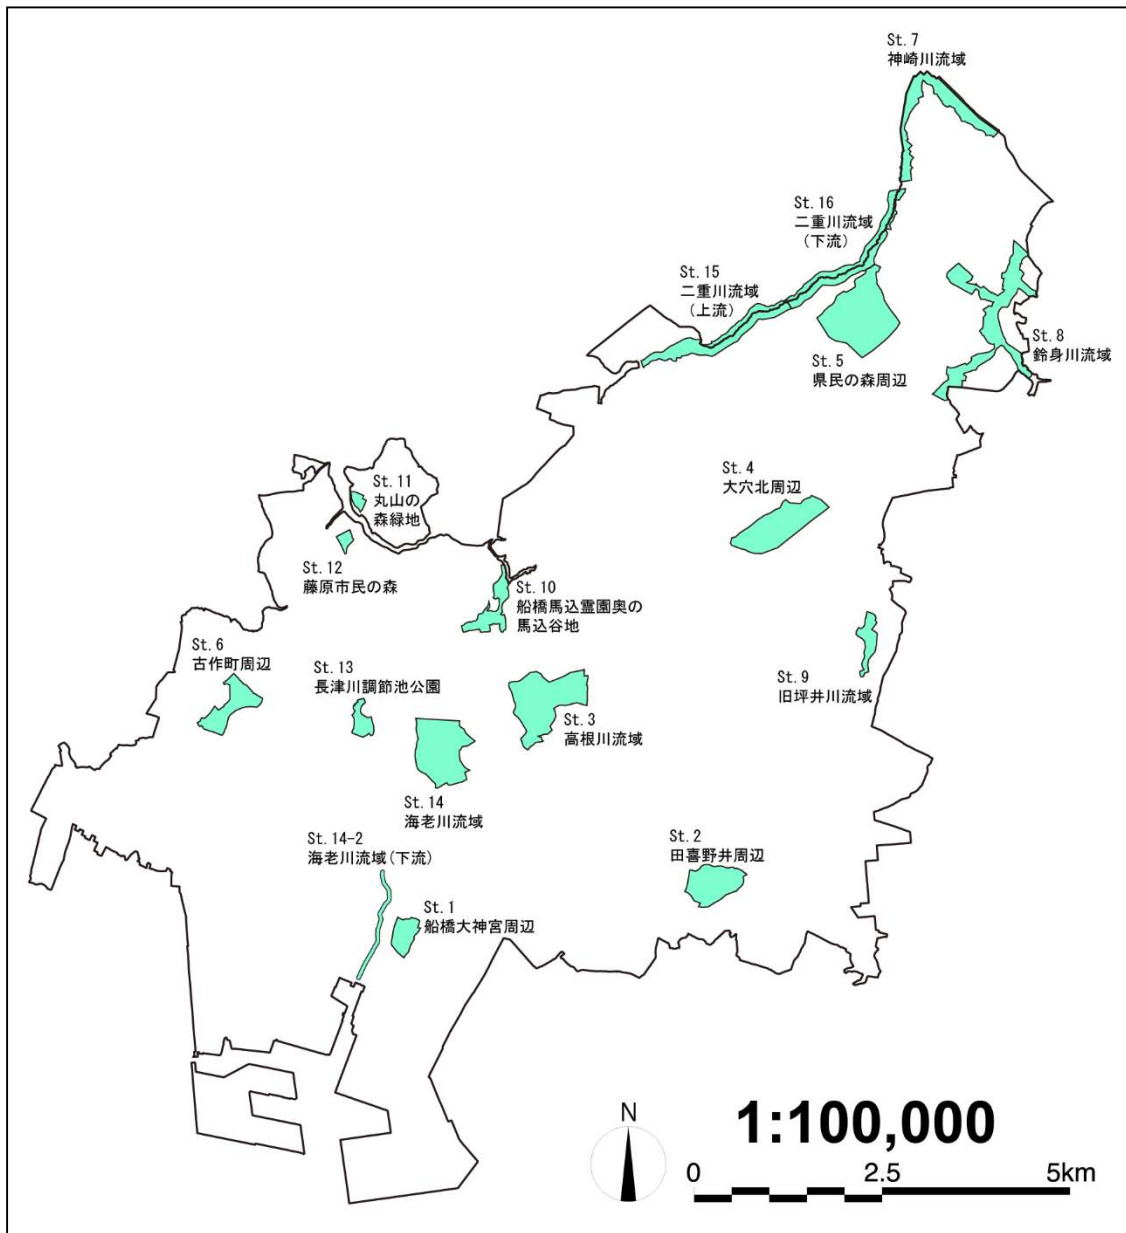 St.7
神崎川流域
St.16
二重川流域
（下流）
St.15
二重川流域
（上流）
St.8
鈴身川流域
St.5
県民の森周辺
St.4
大穴北周辺
St.11
丸山の
森緑地
St.12
藤原市民の森
St.10
船橋馬込霊園奥の
馬込谷地
St.6
古作町周辺
St.13
長津川調節池公園
St.9
旧坪井川流域
St.3
高根川流域
St.14
海老川流域
St.14-2
海老川流域(下流)
St.2
田喜野井周辺
St.1
船橋大神宮周辺
N
1:100,000
0 2.5 5km